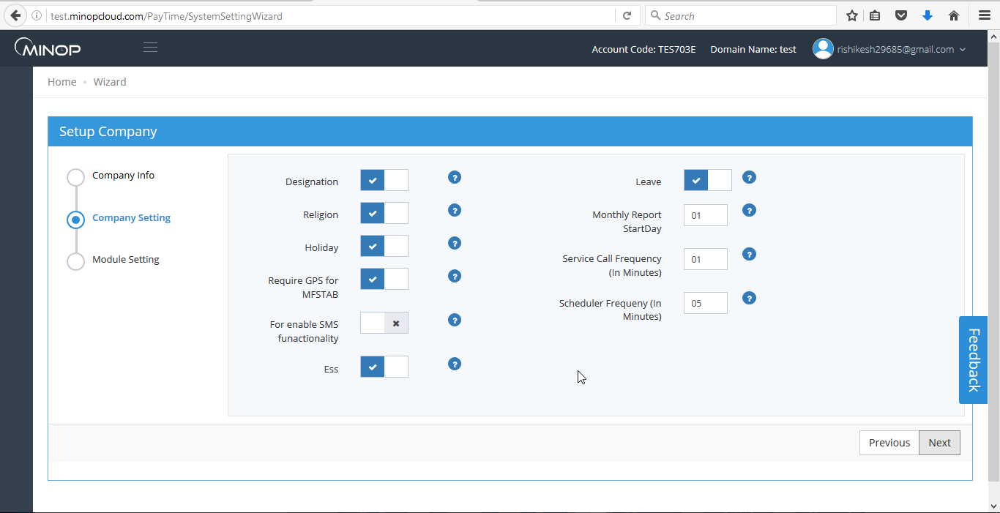 test.minopcloud.com/PayTime/SystemSettingWizard
Search
MINOP
Account Code: TES703E
Domain Name: test
rishikesh29685@gmail.com
Home
Wizard
Setup Company
Company Info
Company Setting
Module Setting
Designation
?
Religion
?
Holiday
?
Require GPS for
MFSTAB
?
For enable SMS
funactionality
?
Ess
?
Leave
?
Monthly Report
StartDay
01
?
Service Call Frequency
(In Minutes)
01
?
Scheduler Frequeny (In
Minutes)
05
?
Feedback
Previous
Next